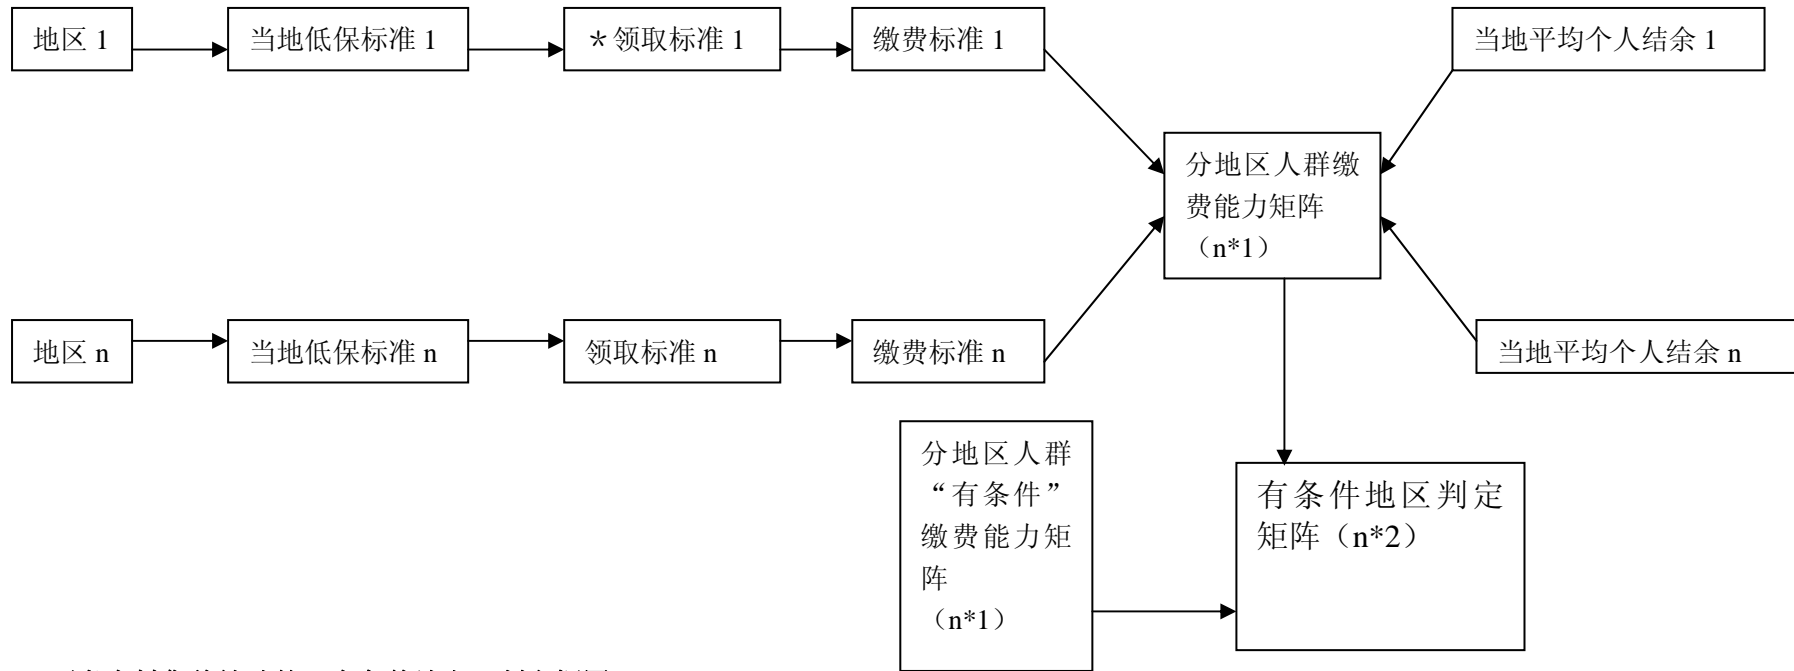 地区 1
当地低保标准 1
*领取标准 1
缴费标准 1
当地平均个人结余 1
分地区人群缴
费能力矩阵
（n*1）
地区 n
当地低保标准 n
领取标准 n
缴费标准 n
当地平均个人结余 n
分地区人群
“有条件”
缴费能力矩
阵
（n*1）
有条件地区判定
矩阵（n*2）